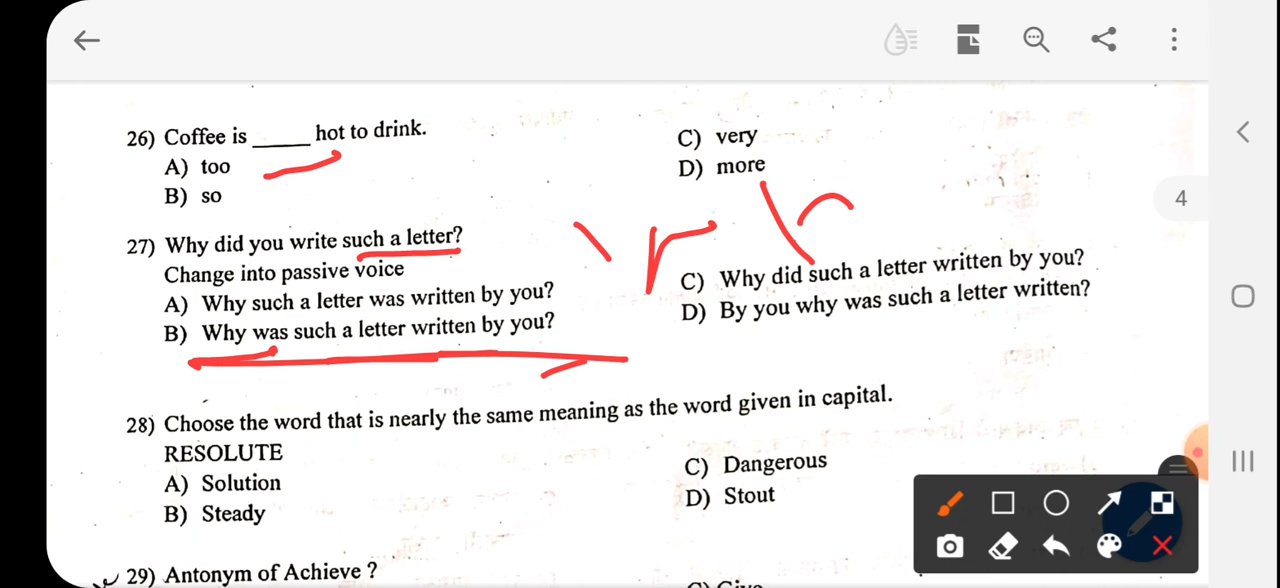 26) Coffee is _____ hot to drink.
A) too
B) so
C) very
D) more
4
27) Why did you write such a letter?
Change into passive voice
A) Why such a letter was written by you?
B) Why was such a letter written by you?
C) Why did such a letter written by you?
D) By you why was such a letter written?
28) Choose the word that is nearly the same meaning as the word given in capital.
RESOLUTE
A) Solution
B) Steady
C) Dangerous
D) Stout
29) Antonym of Achieve ?